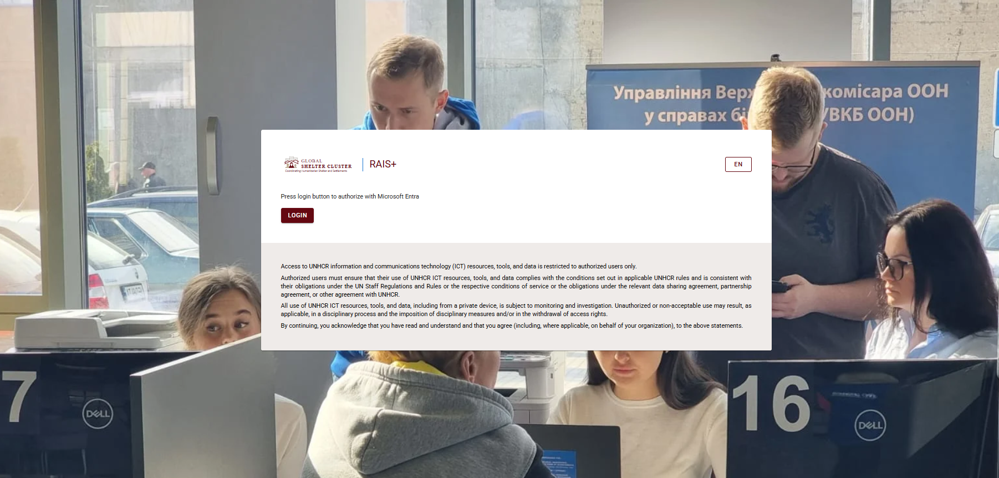 Управління Верх комісара ООН
у справах бі УВКБ ООН)
GLOBAL
SHELTER CLUSTER
Coordinating Humanitarian Shelter and Settlements
RAIS+
EN
Press login button to authorize with Microsoft Entra
LOGIN
Access to UNHCR information and communications technology (ICT) resources, tools, and data is restricted to authorized users only.
Authorized users must ensure that their use of UNHCR ICT resources, tools, and data complies with the conditions set out in applicable UNHCR rules and is consistent with
their obligations under the UN Staff Regulations and Rules or the respective conditions of service or the obligations under the relevant data sharing agreement, partnership
agreement, or other agreement with UNHCR.
All use of UNHCR ICT resources, tools, and data, including from a private device, is subject to monitoring and investigation. Unauthorized or non-acceptable use may result, as
applicable, in a disciplinary process and the imposition of disciplinary measures and/or in the withdrawal of access rights.
By continuing, you acknowledge that you have read and understand and that you agree (including, where applicable, on behalf of your organization), to the above statements.
7
DELL
16
DELL